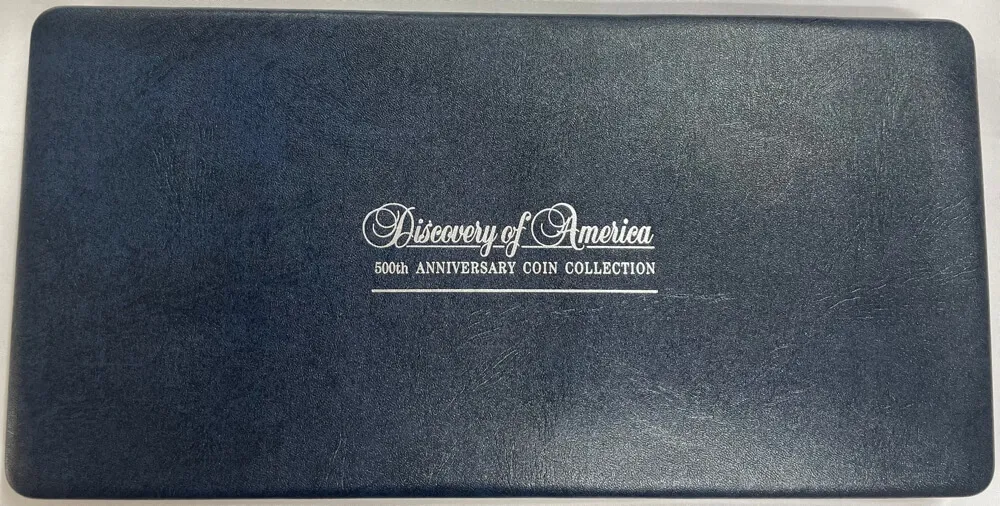 Discovery of America
500th ANNIVERSARY COIN COLLECTION